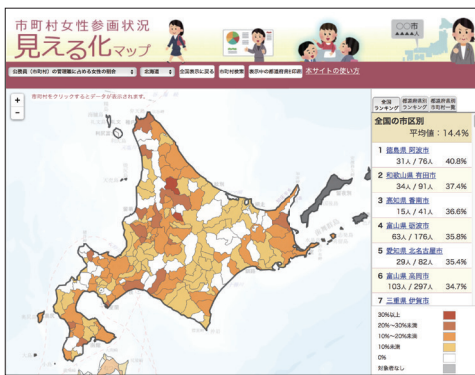 市町村女性参画状況
見える化マップ
〇〇市
▲▲▲▲人
公務員(市町村)の管理職に占める女性の割合
北海道
全国表示に戻る
市町村検索
表示中の都道府県を印刷
本サイトの使い方
+
-
市町村をクリックするとデータが表示されます。
全国
ランキング
都道府県別
ランキング
都道府県別
市町村一覧
全国の市区別
平均値:14.4%
1 徳島県 阿波市
31人 / 76人 40.8%
2 和歌山県 有田市
34人 / 91人 37.4%
3 高知県 香南市
15人 / 41人 36.6%
4 富山県 砺波市
63人 / 176人 35.8%
5 愛知県 北名古屋市
29人 / 82人 35.4%
6 富山県 高岡市
103人 / 297人 34.7%
7 三重県 伊賀市
30%以上
20%~30%未満
10%~20%未満
10%未満
0%
対象者なし